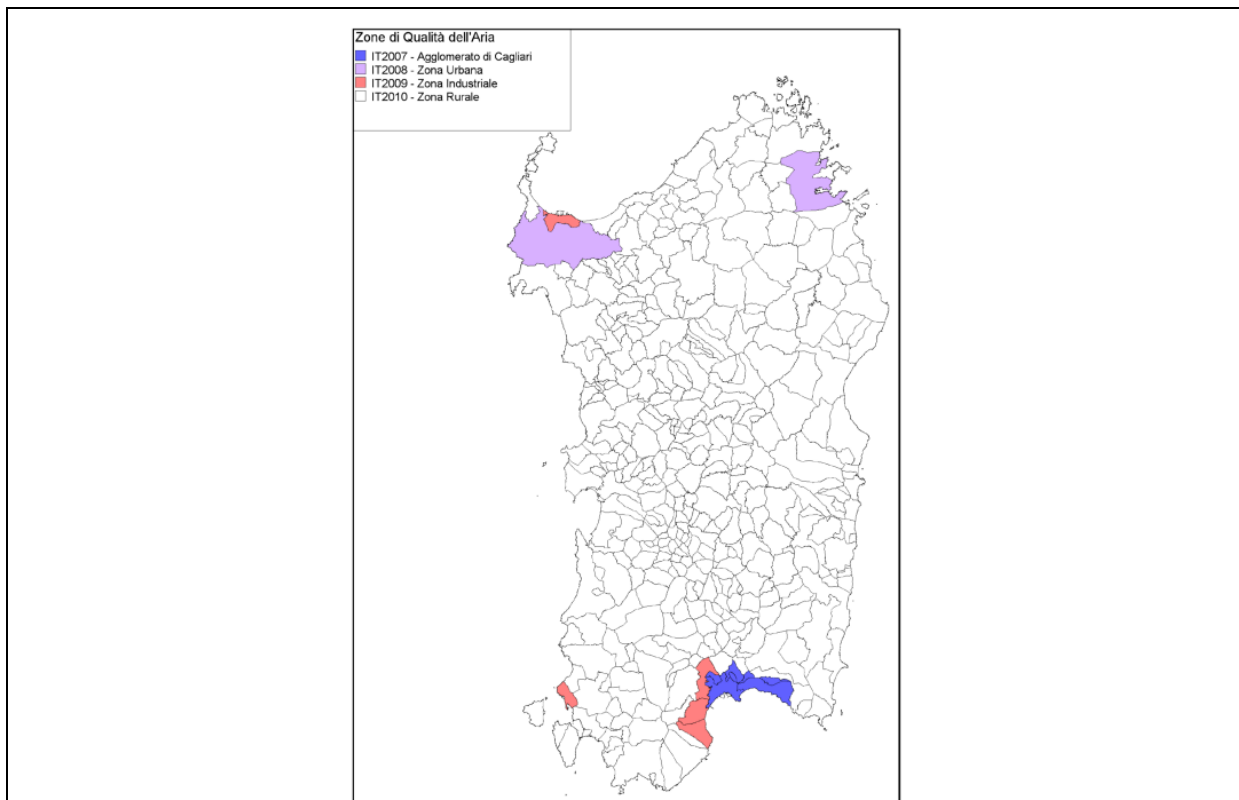 Zone di Qualità dell'Aria
IT2007 - Agglomerato di Cagliari
IT2008 - Zona Urbana
IT2009 - Zona Industriale
IT2010 - Zona Rurale